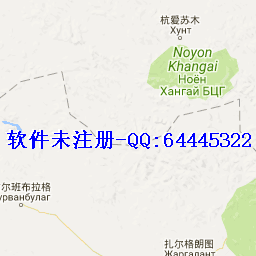 杭爱苏木
Хунт
Noyon
Khangai
Ноён
Хангай БЦГ
软件未注册-QQ:64445322
尔班布拉格
урванбулаг
扎尔格朗图
Жаргалант